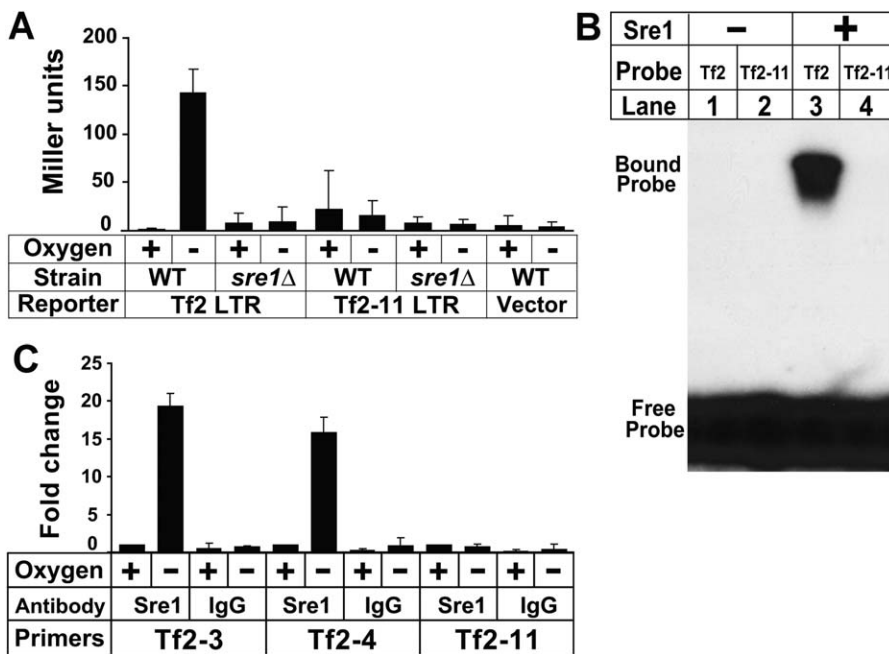 A
Miller units
200
150
100
50
0
Oxygen + - + - + - + - + -
Strain WT sre1Δ WT sre1Δ WT
Reporter Tf2 LTR Tf2-11 LTR Vector
B
Sre1 − +
Probe Tf2 Tf2-11 Tf2 Tf2-11
Lane 1 2 3 4
Bound
Probe
Free
Probe
C
Fold change
25
20
15
10
5
0
Oxygen + − + − + − + − + − + −
Antibody Sre1 IgG Sre1 IgG Sre1 IgG
Primers Tf2-3 Tf2-4 Tf2-11